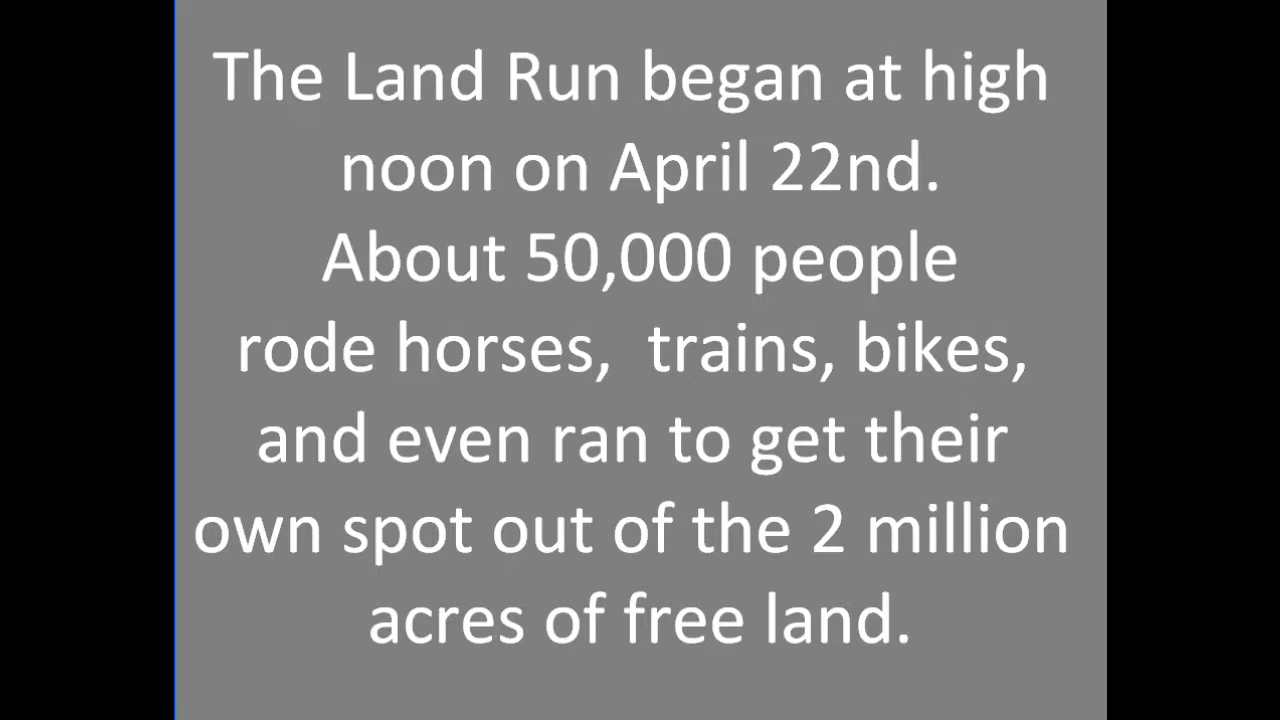 The Land Run began at high
noon on April 22nd.
About 50,000 people
rode horses,  trains, bikes,
and even ran to get their
own spot out of the 2 million
acres of free land.